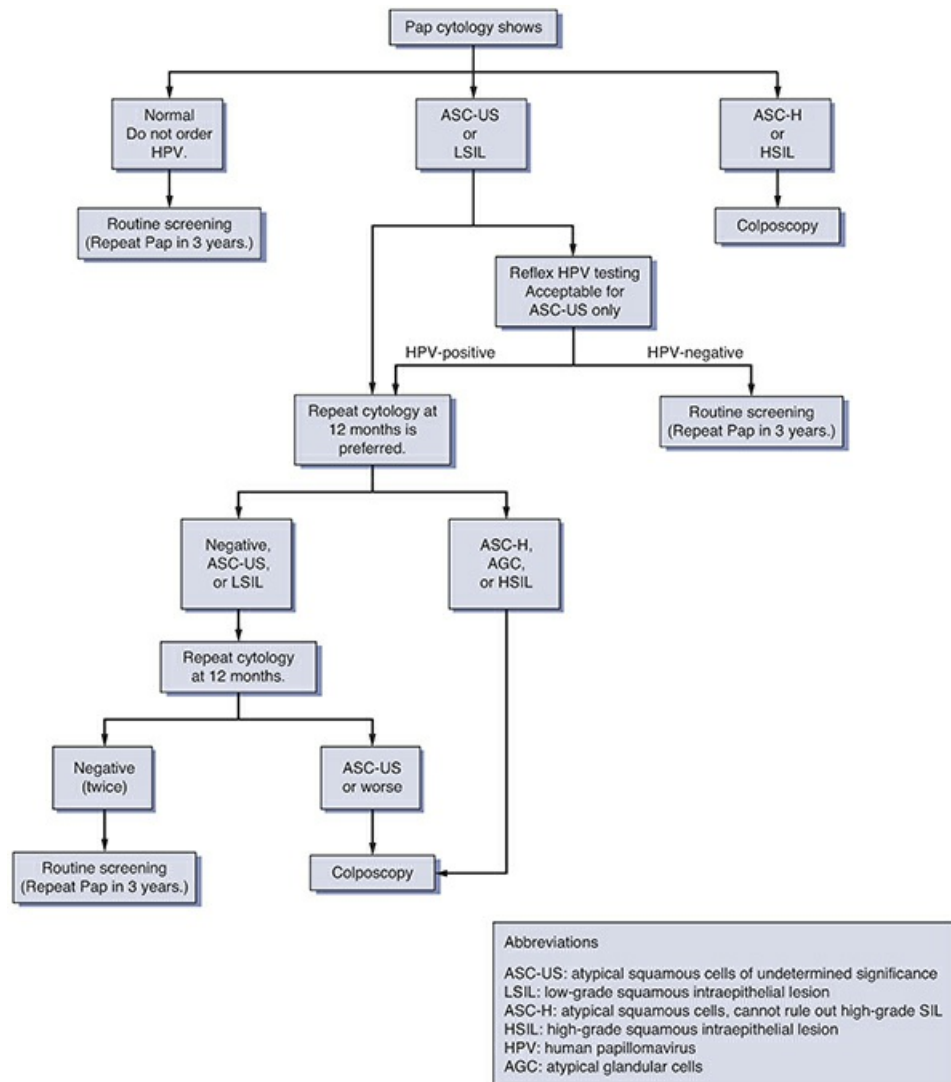 Pap cytology shows
Normal
Do not order
HPV.
ASC-US
or
LSIL
ASC-H
or
HSIL
Routine screening
(Repeat Pap in 3 years.)
Colposcopy
Reflex HPV testing
Acceptable for
ASC-US only
HPV-positive
HPV-negative
Repeat cytology at
12 months is
preferred.
Routine screening
(Repeat Pap in 3 years.)
Negative,
ASC-US,
or LSIL
ASC-H,
AGC,
or HSIL
Repeat cytology
at 12 months.
Negative
(twice)
ASC-US
or worse
Routine screening
(Repeat Pap in 3 years.)
Colposcopy
Abbreviations
ASC-US: atypical squamous cells of undetermined significance
LSIL: low-grade squamous intraepithelial lesion
ASC-H: atypical squamous cells, cannot rule out high-grade SIL
HSIL: high-grade squamous intraepithelial lesion
HPV: human papillomavirus
AGC: atypical glandular cells